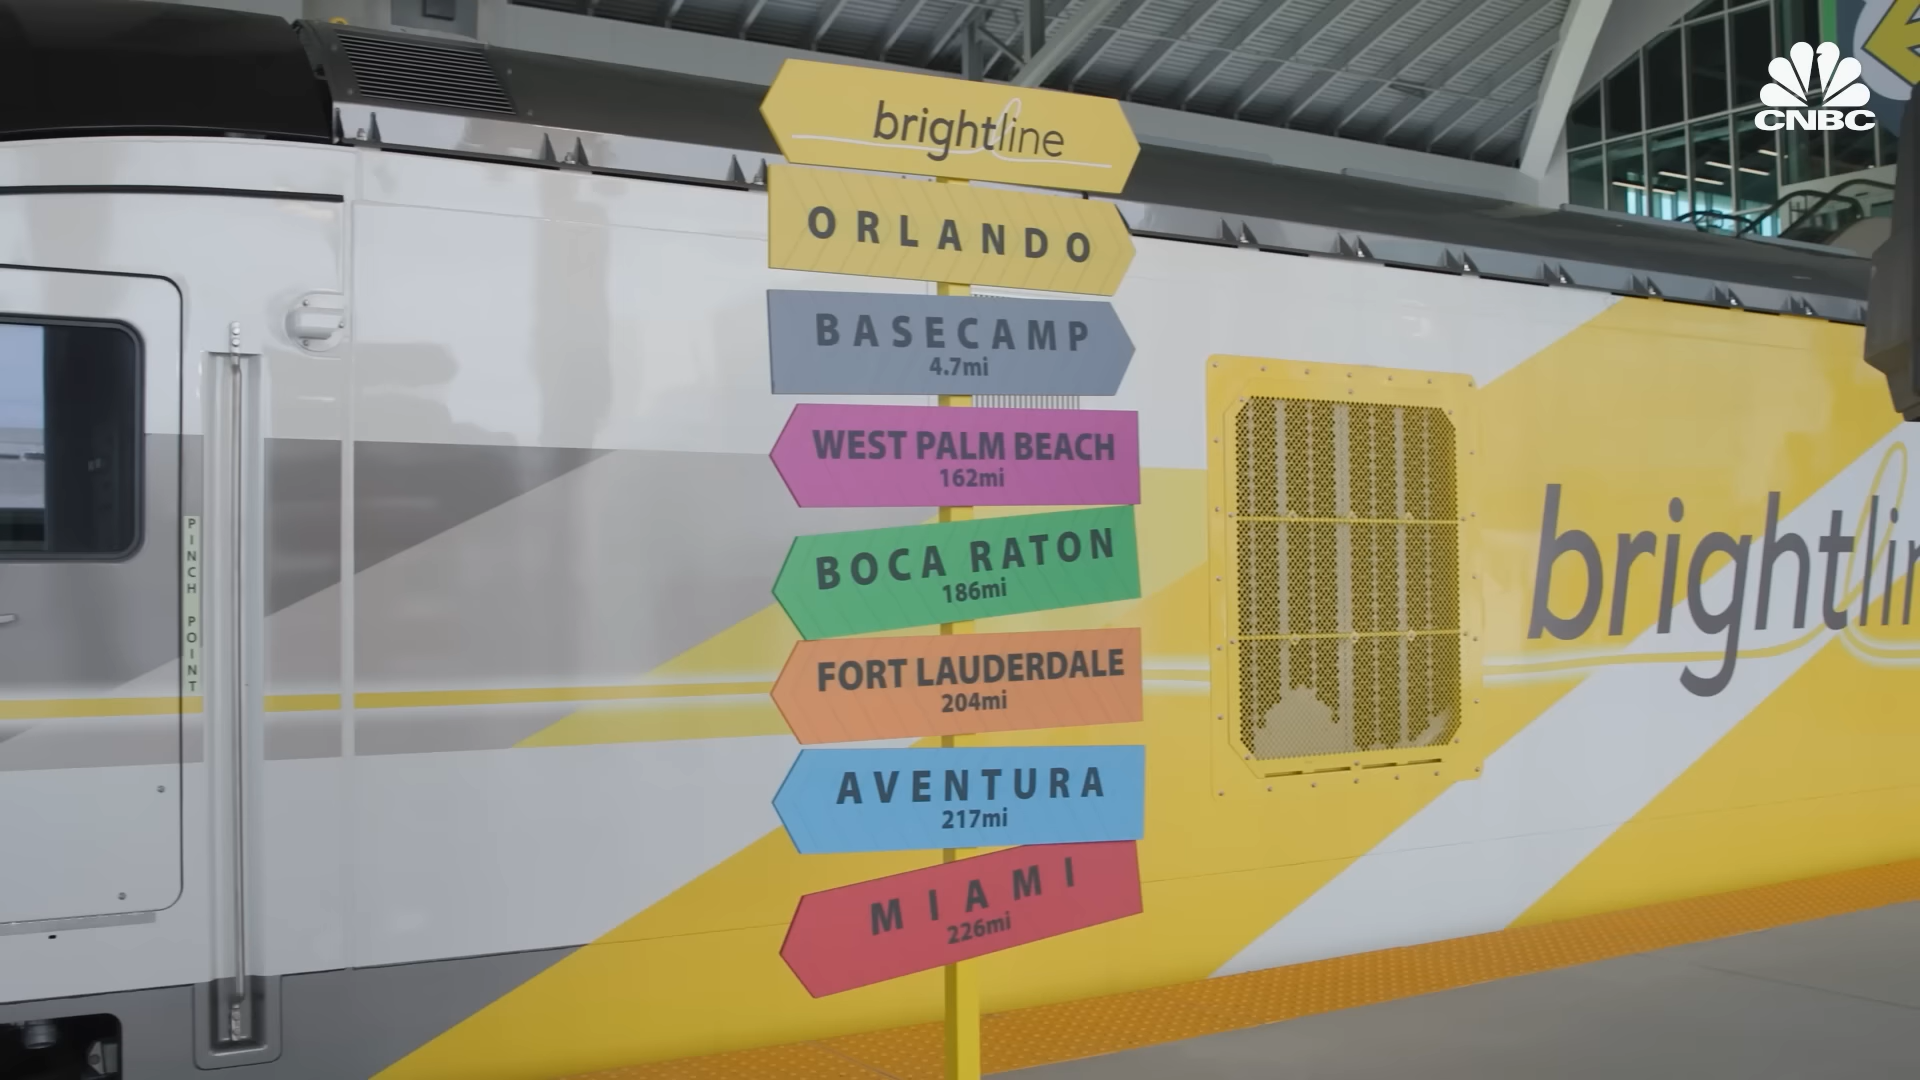 CNBC
brightline
ORLANDO
BASECAMP
4.7mi
WEST PALM BEACH
162mi
BOCA RATON
186mi
FORT LAUDERDALE
204mi
AVENTURA
217mi
MIAMI
226mi
PINCH POINT
brightlin